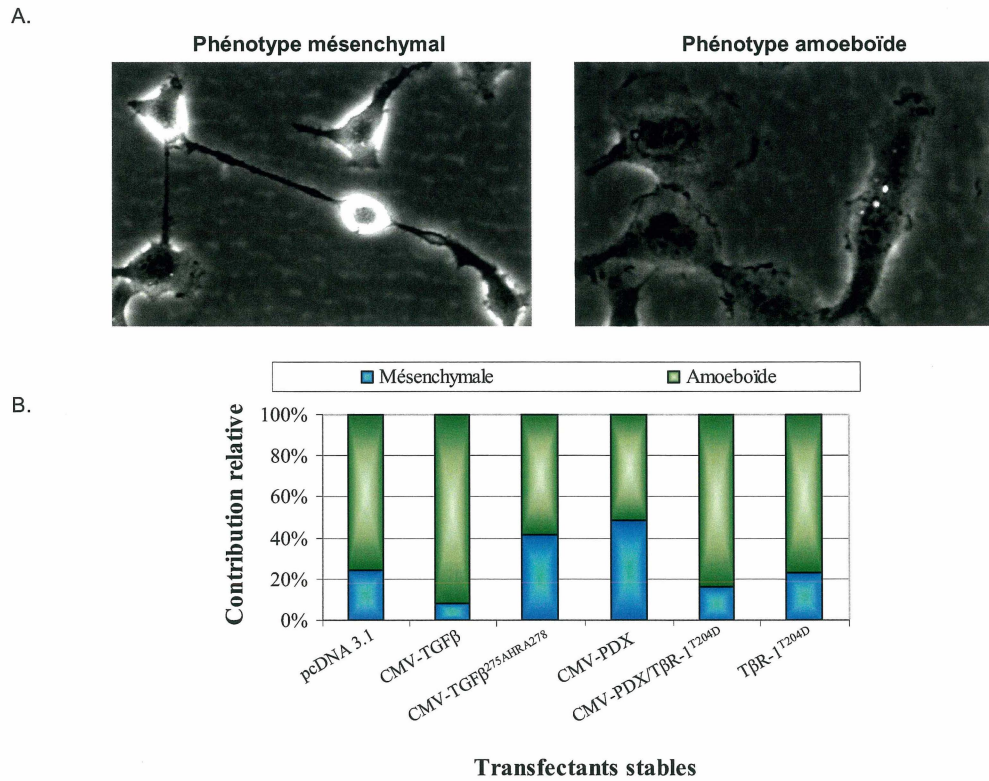 A.
Phénotype mésenchymal
Phénotype amoeboïde
Mésenchymale
Amoeboïde
B.
Contribution relative
100%
80%
60%
40%
20%
0%
pcDNA 3.1
CMV-TGFβ
CMV-TGFβ275AHRA278
CMV-PDX
CMV-PDX/TβR-1T204D
TβR-1T204D
Transfectants stables